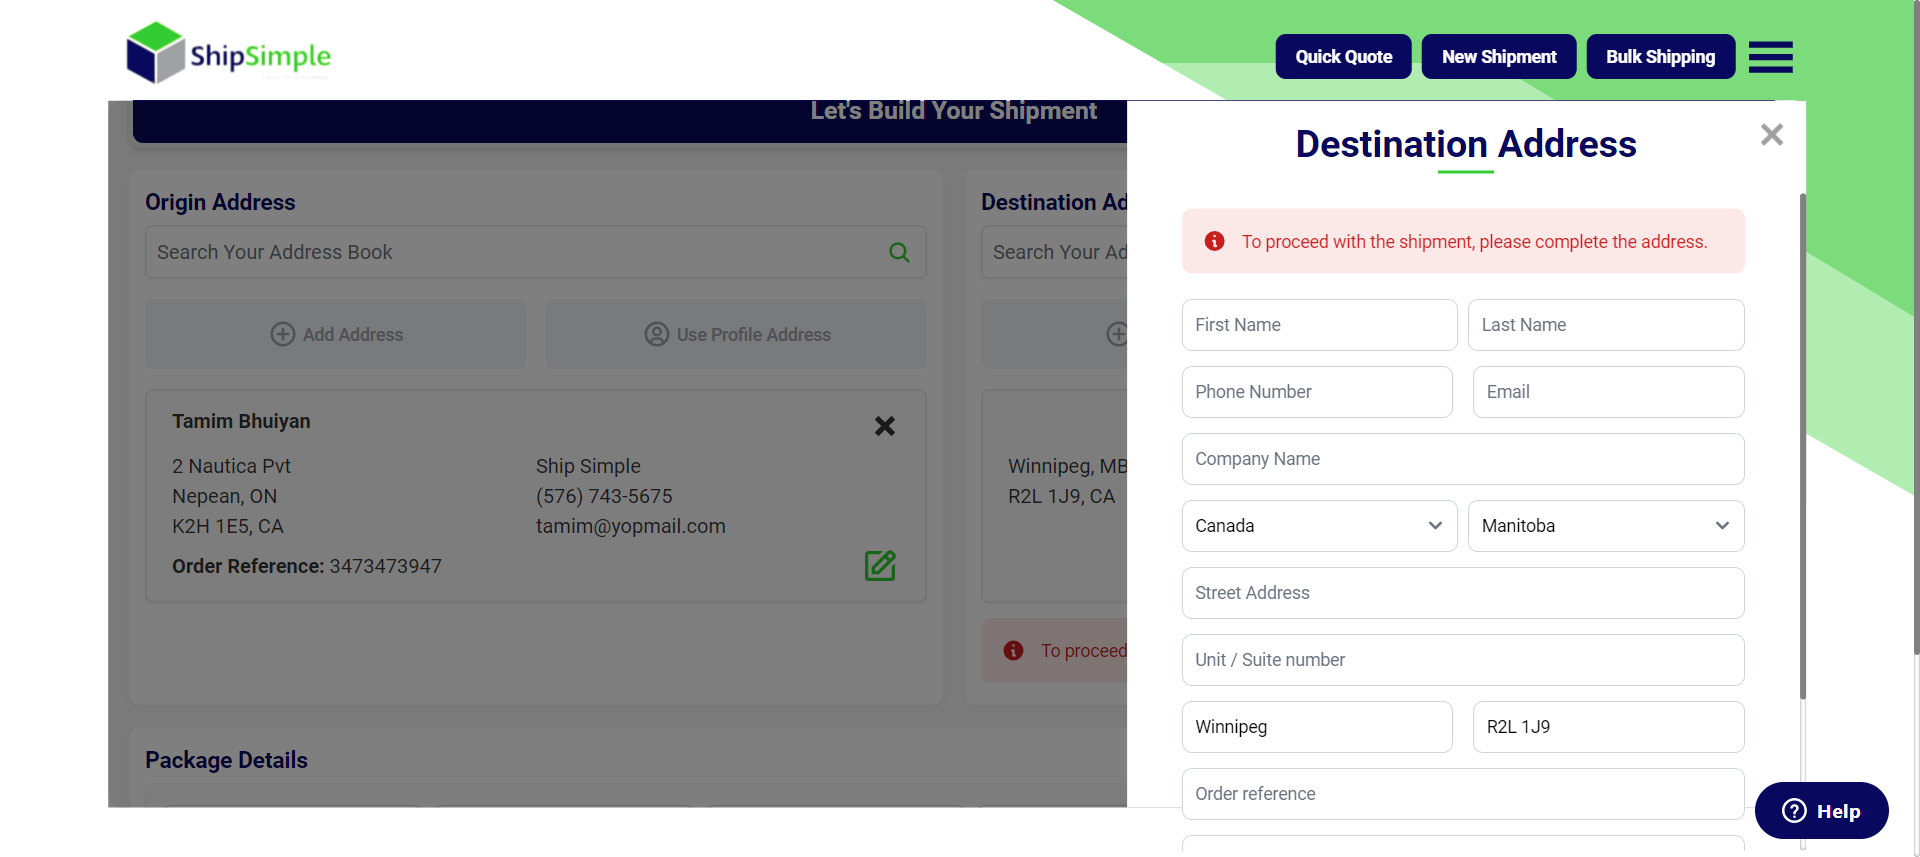 ShipSimple
Quick Quote
New Shipment
Bulk Shipping
Let's Build Your Shipment
Origin Address
Search Your Address Book
Add Address
Use Profile Address
Tamim Bhuiyan
2 Nautica Pvt
Nepean, ON
K2H 1E5, CA
Ship Simple
(576) 743-5675
tamim@yopmail.com
Order Reference: 3473473947
Destination Ad
Search Your Ad
Winnipeg, MB
R2L 1J9, CA
To proceed
Package Details
Destination Address
To proceed with the shipment, please complete the address.
First Name
Last Name
Phone Number
Email
Company Name
Canada
Manitoba
Street Address
Unit / Suite number
Winnipeg
R2L 1J9
Order reference
Help